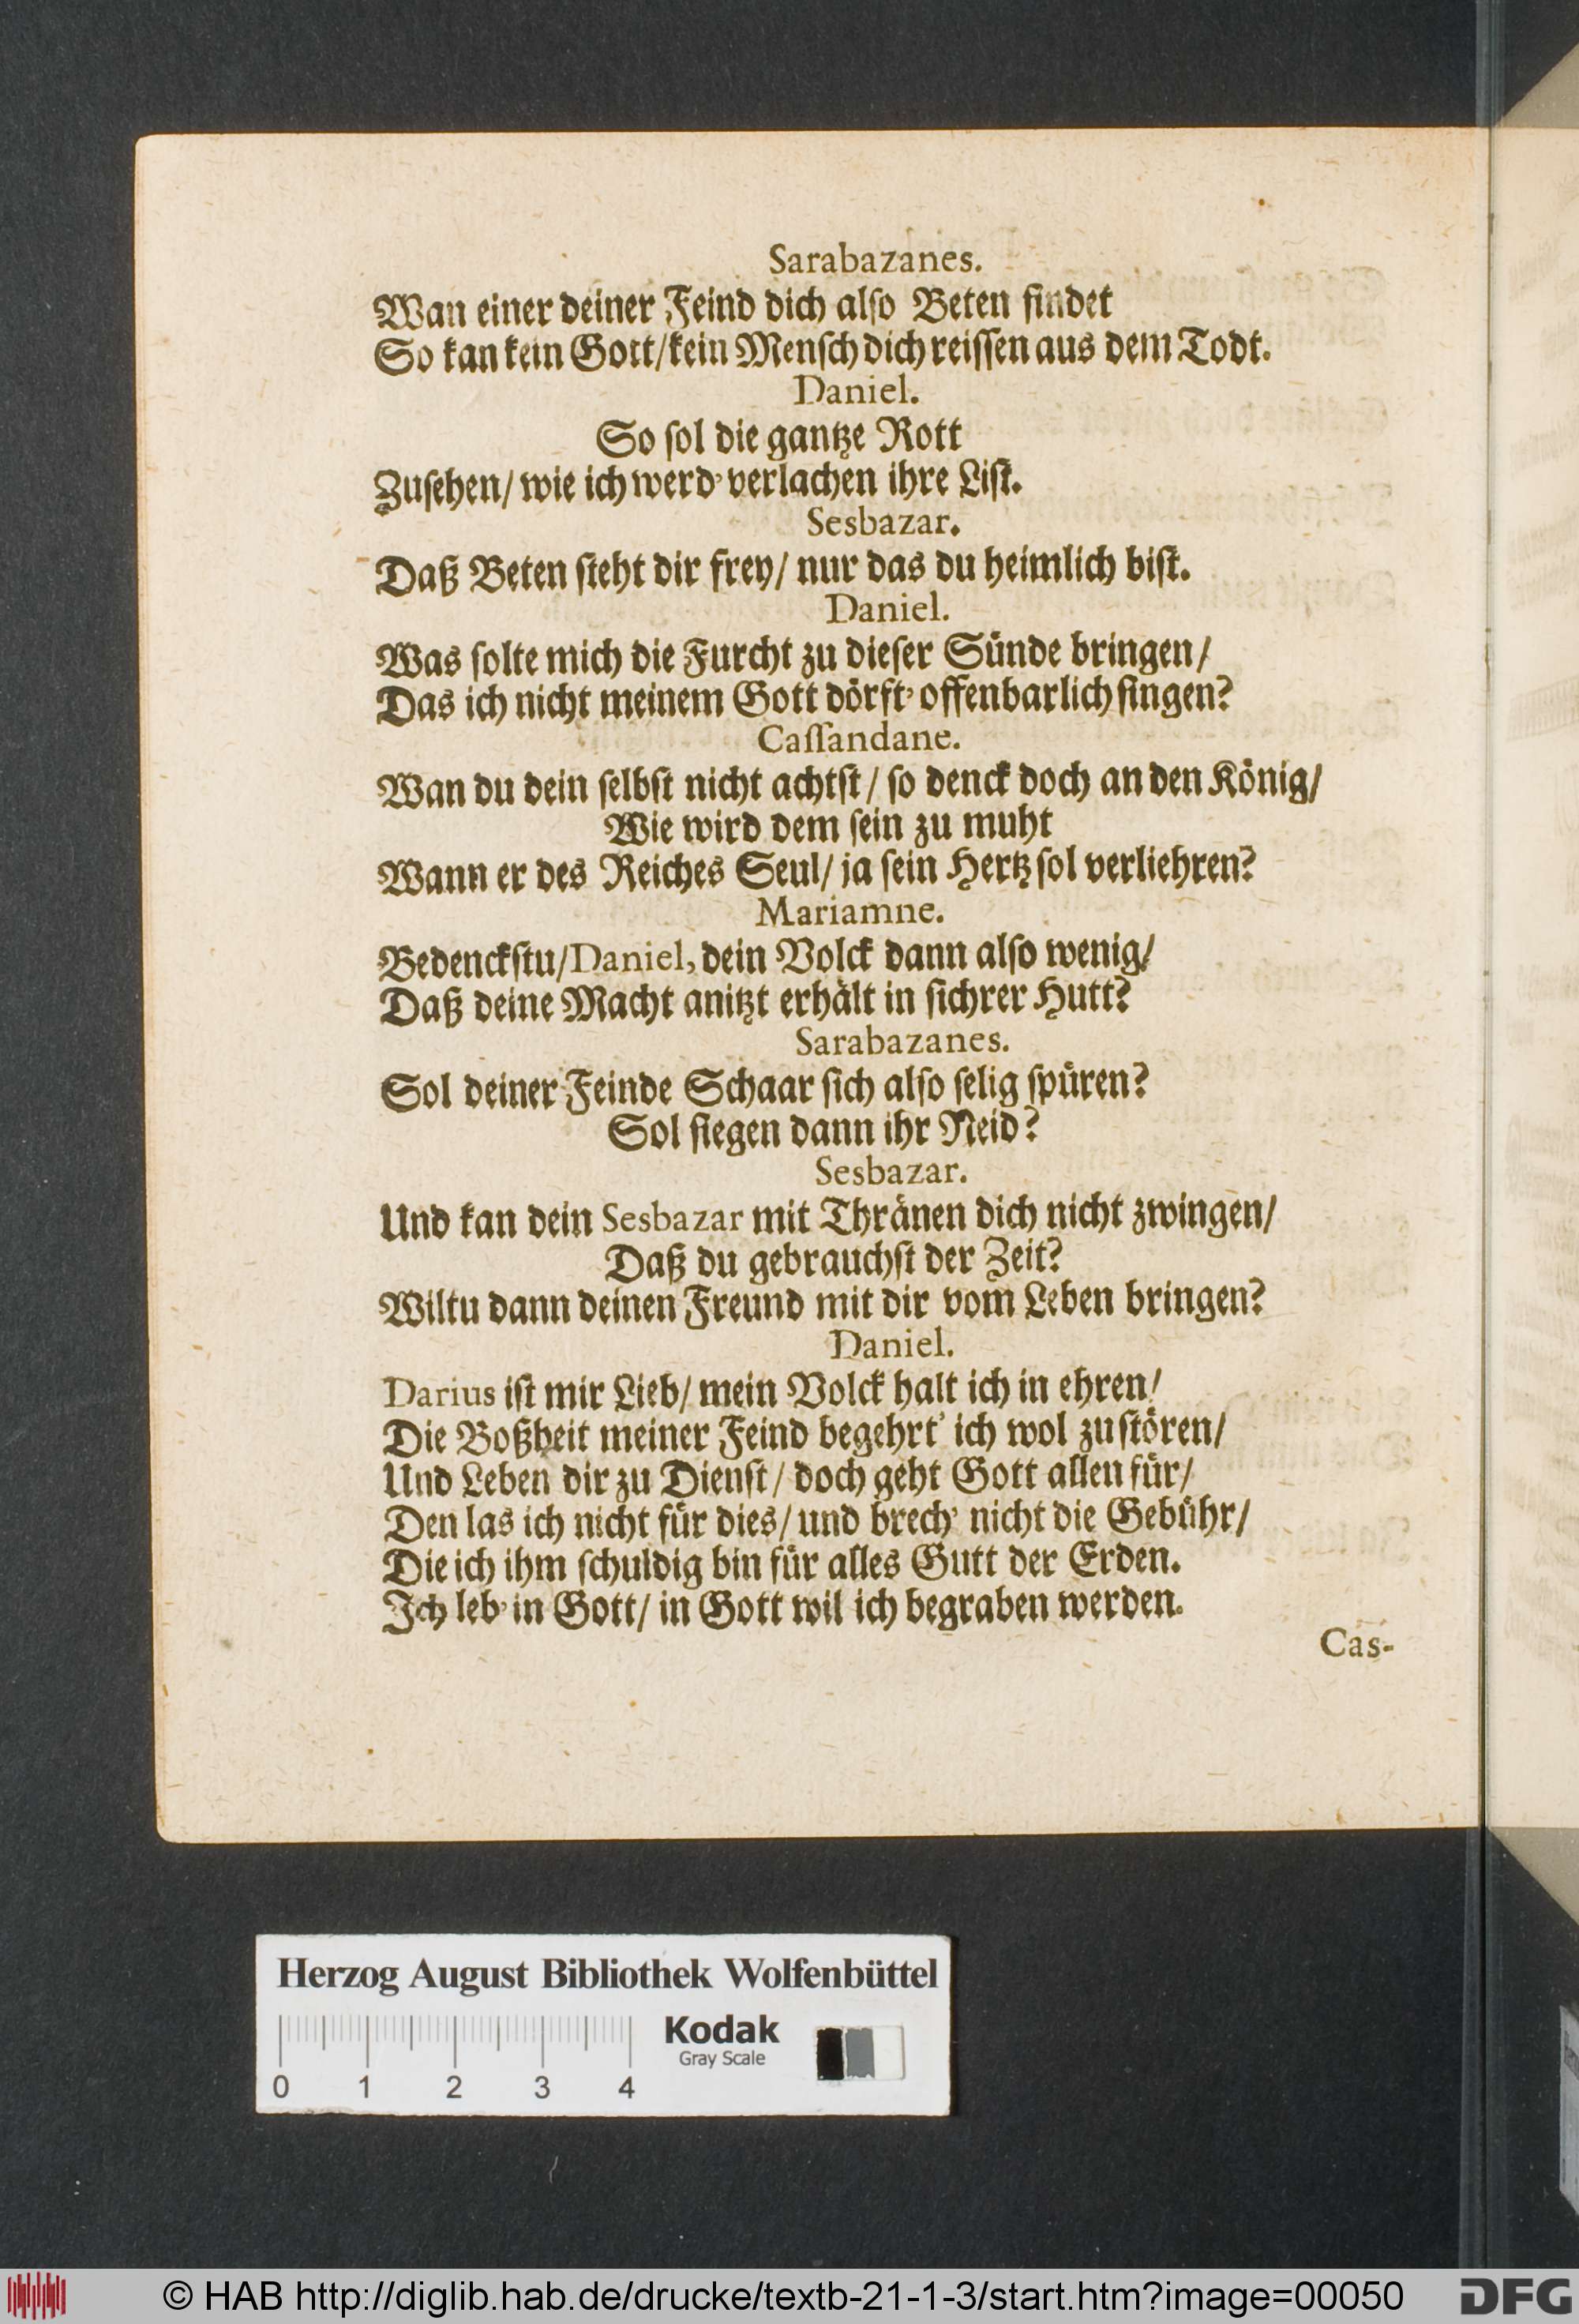 Sarabazanes.
Wan einer deiner Feind dich alſo Beten findet
So kan kein Gott/kein Menſch dich reiſſen aus dem Todt.
Daniel.
So ſol die gantze Rott
Zuſehen/ wie ich werd' verlachen ihre Liſt.
Sesbazar.
Daß Beten ſteht dir frey/ nur das du heimlich biſt.
Daniel.
Was ſolte mich die Furcht zu dieſer Sünde bringen/
Das ich nicht meinem Gott dörft' offenbarlich ſingen?
Caſſandane.
Wan du dein ſelbſt nicht achtſt/ ſo denck doch an den König/
Wie wird dem ſein zu muht
Wann er des Reiches Seul/ ja ſein Hertz ſol verliehren?
Mariamne.
Bedenckſtu/Daniel, dein Volck dann alſo wenig/
Daß deine Macht anitzt erhält in ſichrer Hutt?
Sarabazanes.
Sol deiner Feinde Schaar ſich alſo ſelig ſpüren?
Sol ſiegen dann ihr Neid?
Sesbazar.
Und kan dein Sesbazar mit Thränen dich nicht zwingen/
Daß du gebrauchſt der Zeit?
Wiltu dann deinen Freund mit dir vom Leben bringen?
Daniel.
Darius iſt mir Lieb/ mein Volck halt ich in ehren/
Die Boßheit meiner Feind begehrt' ich wol zuſtören/
Und Leben dir zu Dienſt/ doch geht Gott allen für/
Den las ich nicht für dies/ und brech' nicht die Gebühr/
Die ich ihm ſchuldig bin für alles Gutt der Erden.
Ich leb' in Gott/ in Gott wil ich begraben werden.
Cas-
Herzog August Bibliothek Wolfenbüttel
Kodak
Gray Scale
0 1 2 3 4
© HAB http://diglib.hab.de/drucke/textb-21-1-3/start.htm?image=00050
DFG